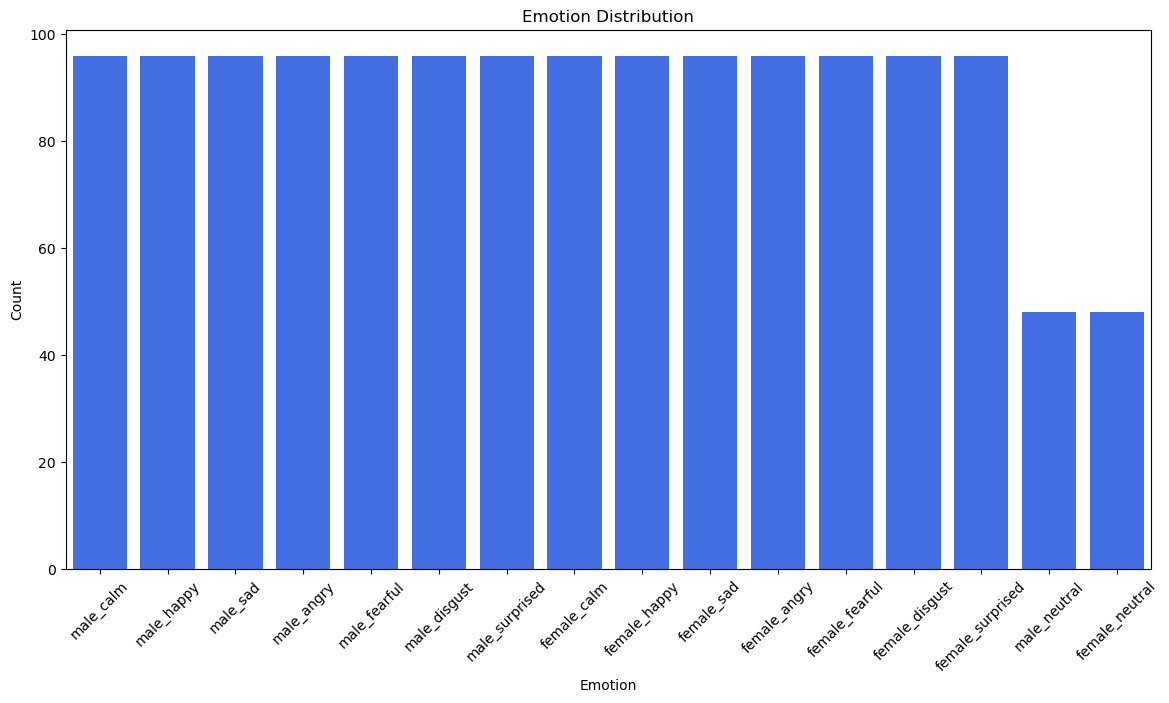 Emotion Distribution
100
80
60
40
20
0
Count
male_calm
male_happy
male_sad
male_angry
male_fearful
male_disgust
male_surprised
female_calm
female_happy
female_sad
female_angry
female_fearful
female_disgust
female_surprised
male_neutral
female_neutral
Emotion